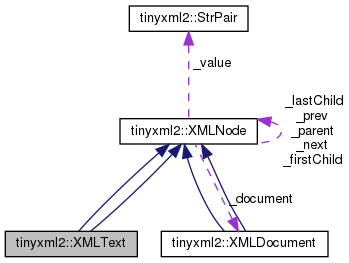 tinyxml2::StrPair
_value
_lastChild
_prev
_parent
_next
_firstChild
tinyxml2::XMLNode
_document
tinyxml2::XMLText
tinyxml2::XMLDocument